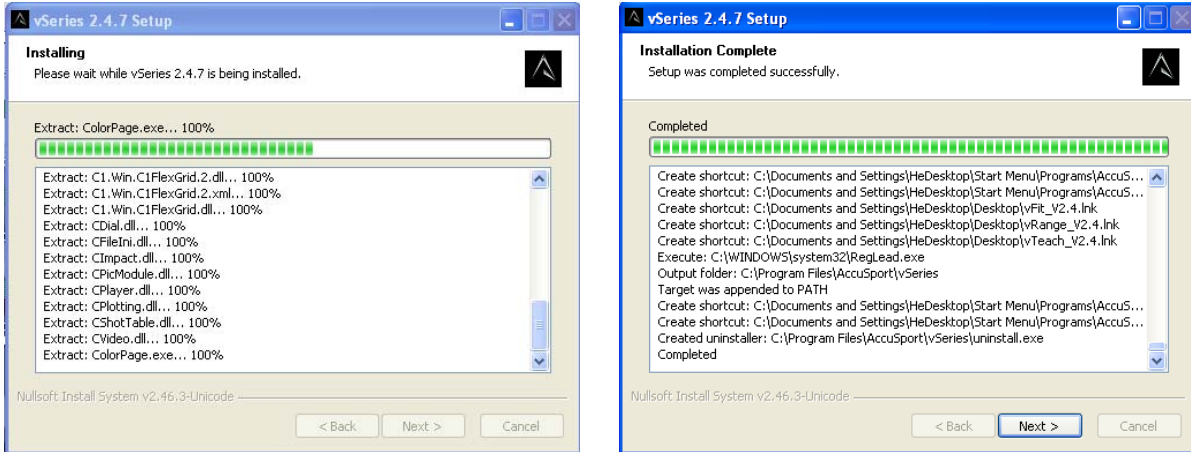 vSeries 2.4.7 Setup
Installing
Please wait while vSeries 2.4.7 is being installed.
Extract: ColorPage.exe... 100%
Extract: C1.Win.C1FlexGrid.2.dll... 100%
Extract: C1.Win.C1FlexGrid.2.xml... 100%
Extract: C1.Win.C1FlexGrid.dll... 100%
Extract: CDial.dll... 100%
Extract: CFileIni.dll... 100%
Extract: CImpact.dll... 100%
Extract: CPicModule.dll... 100%
Extract: CPlayer.dll... 100%
Extract: CPlotting.dll... 100%
Extract: CShotTable.dll... 100%
Extract: CVideo.dll... 100%
Extract: ColorPage.exe... 100%
Nullsoft Install System v2.46.3-Unicode
< Back
Next >
Cancel
vSeries 2.4.7 Setup
Installation Complete
Setup was completed successfully.
Completed
Create shortcut: C:\Documents and Settings\HeDesktop\Start Menu\Programs\AccuS...
Create shortcut: C:\Documents and Settings\HeDesktop\Start Menu\Programs\AccuS...
Create shortcut: C:\Documents and Settings\HeDesktop\Desktop\vFit_V2.4.lnk
Create shortcut: C:\Documents and Settings\HeDesktop\Desktop\vRange_V2.4.lnk
Create shortcut: C:\Documents and Settings\HeDesktop\Desktop\vTeach_V2.4.lnk
Execute: C:\WINDOWS\system32\RegLead.exe
Output folder: C:\Program Files\AccuSport\vSeries
Target was appended to PATH
Create shortcut: C:\Documents and Settings\HeDesktop\Start Menu\Programs\AccuS...
Create shortcut: C:\Documents and Settings\HeDesktop\Start Menu\Programs\AccuS...
Created uninstaller: C:\Program Files\AccuSport\vSeries\uninstall.exe
Completed
Nullsoft Install System v2.46.3-Unicode
< Back
Next >
Cancel